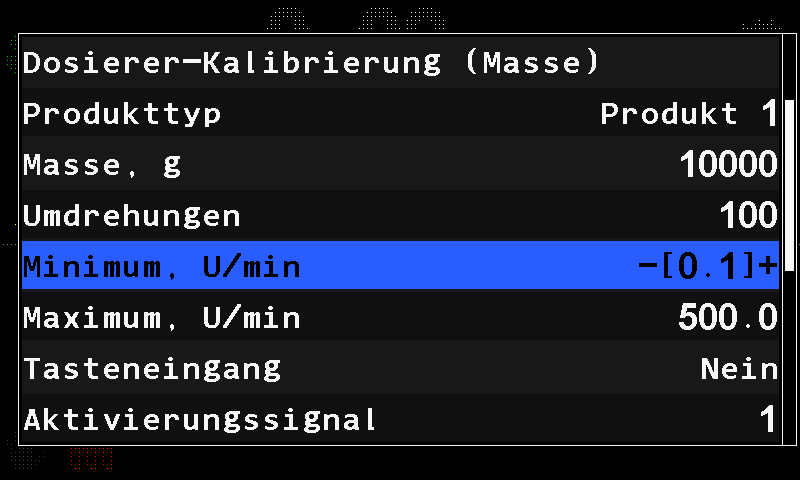 Dosierer-Kalibrierung (Masse)
Produkttyp Produkt 1
Masse, g 10000
Umdrehungen 100
Minimum, U/min -[0.1]+
Maximum, U/min 500.0
Tasteneingang Nein
Aktivierungssignal 1